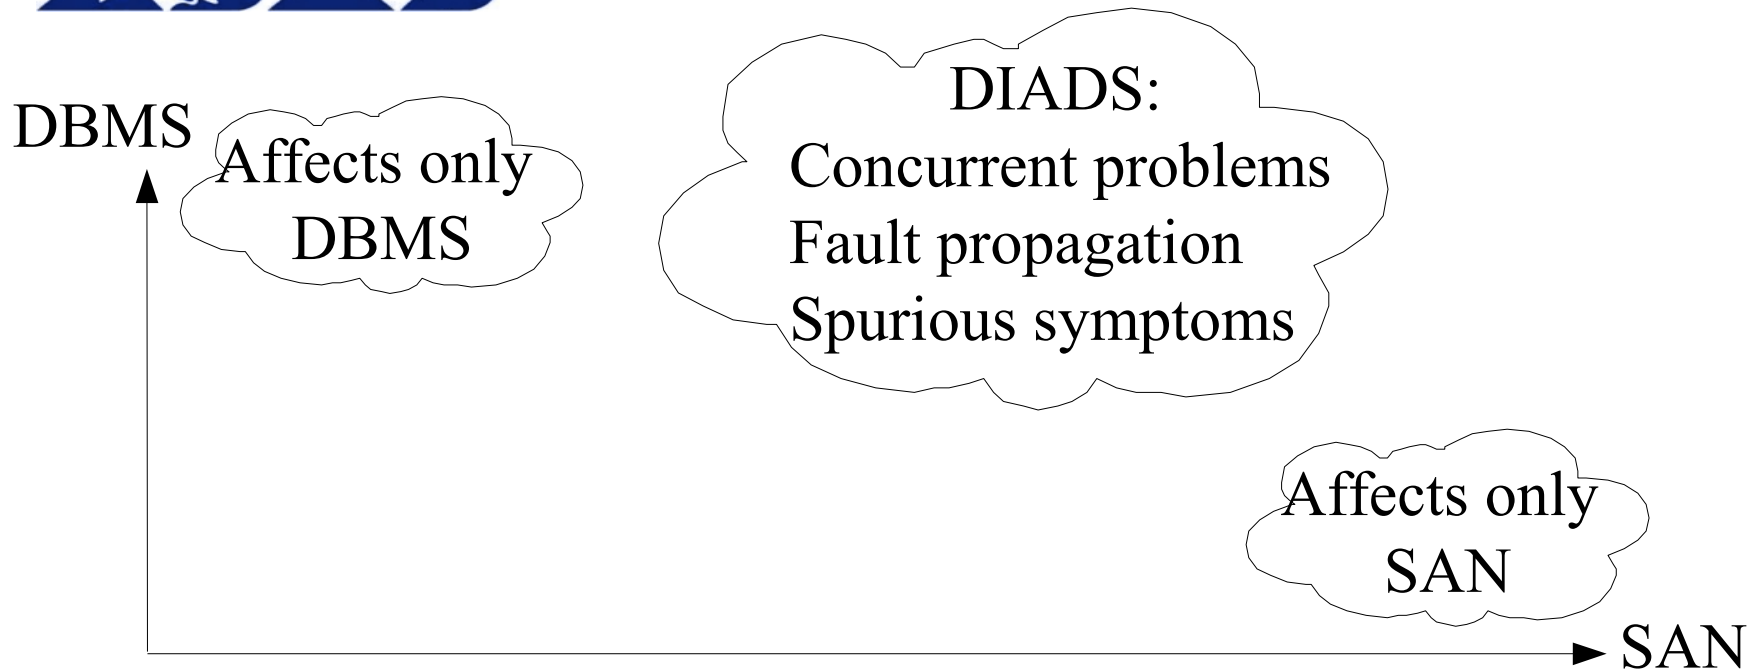 DBMS
Affects only
DBMS
DIADS:
Concurrent problems
Fault propagation
Spurious symptoms
Affects only
SAN
SAN